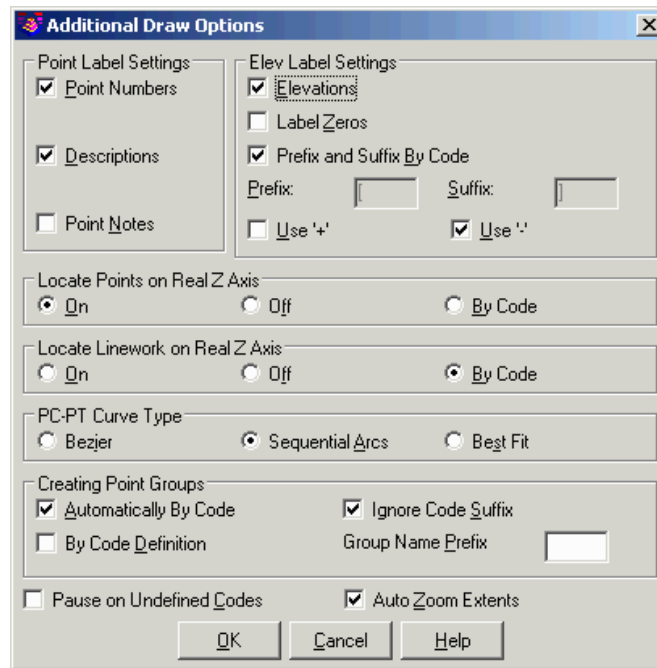 Additional Draw Options
Point Label Settings
Elev Label Settings
Point Numbers
Elevations
Label Zeros
Descriptions
Prefix and Suffix By Code
Prefix: [ Suffix: ]
Point Notes
Use '+' Use '-'
Locate Points on Real Z Axis
On Off By Code
Locate Linework on Real Z Axis
On Off By Code
PC-PT Curve Type
Bezier Sequential Arcs Best Fit
Creating Point Groups
Automatically By Code Ignore Code Suffix
By Code Definition Group Name Prefix
Pause on Undefined Codes Auto Zoom Extents
OK Cancel Help